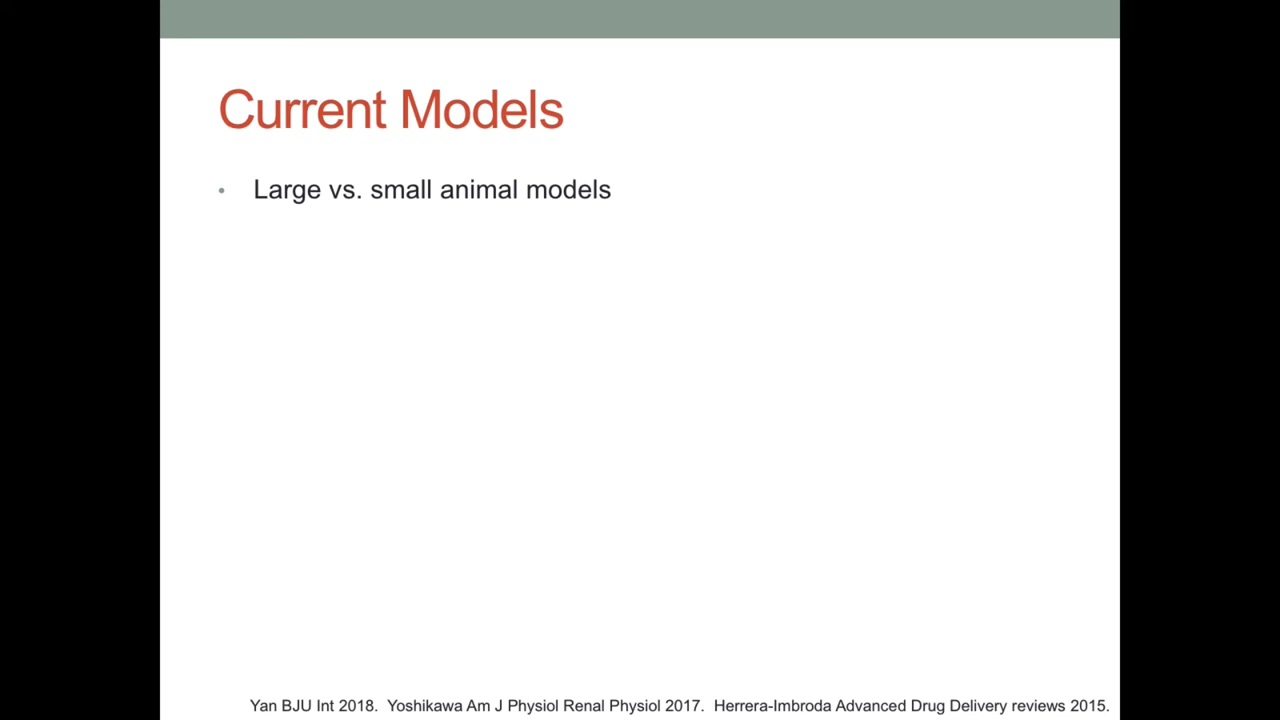 Current Models
• Large vs. small animal models
Yan BJU Int 2018.  Yoshikawa Am J Physiol Renal Physiol 2017.  Herrera-Imbroda Advanced Drug Delivery reviews 2015.